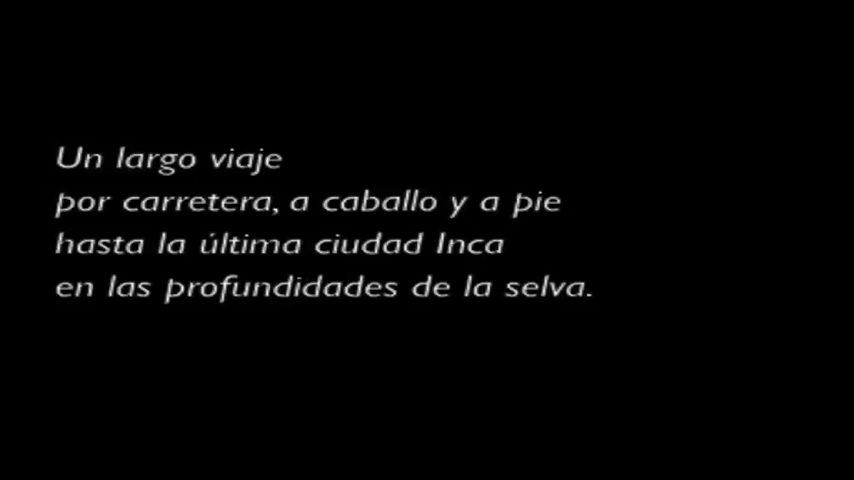 Un largo viaje
por carretera, a caballo y a pie
hasta la última ciudad Inca
en las profundidades de la selva.